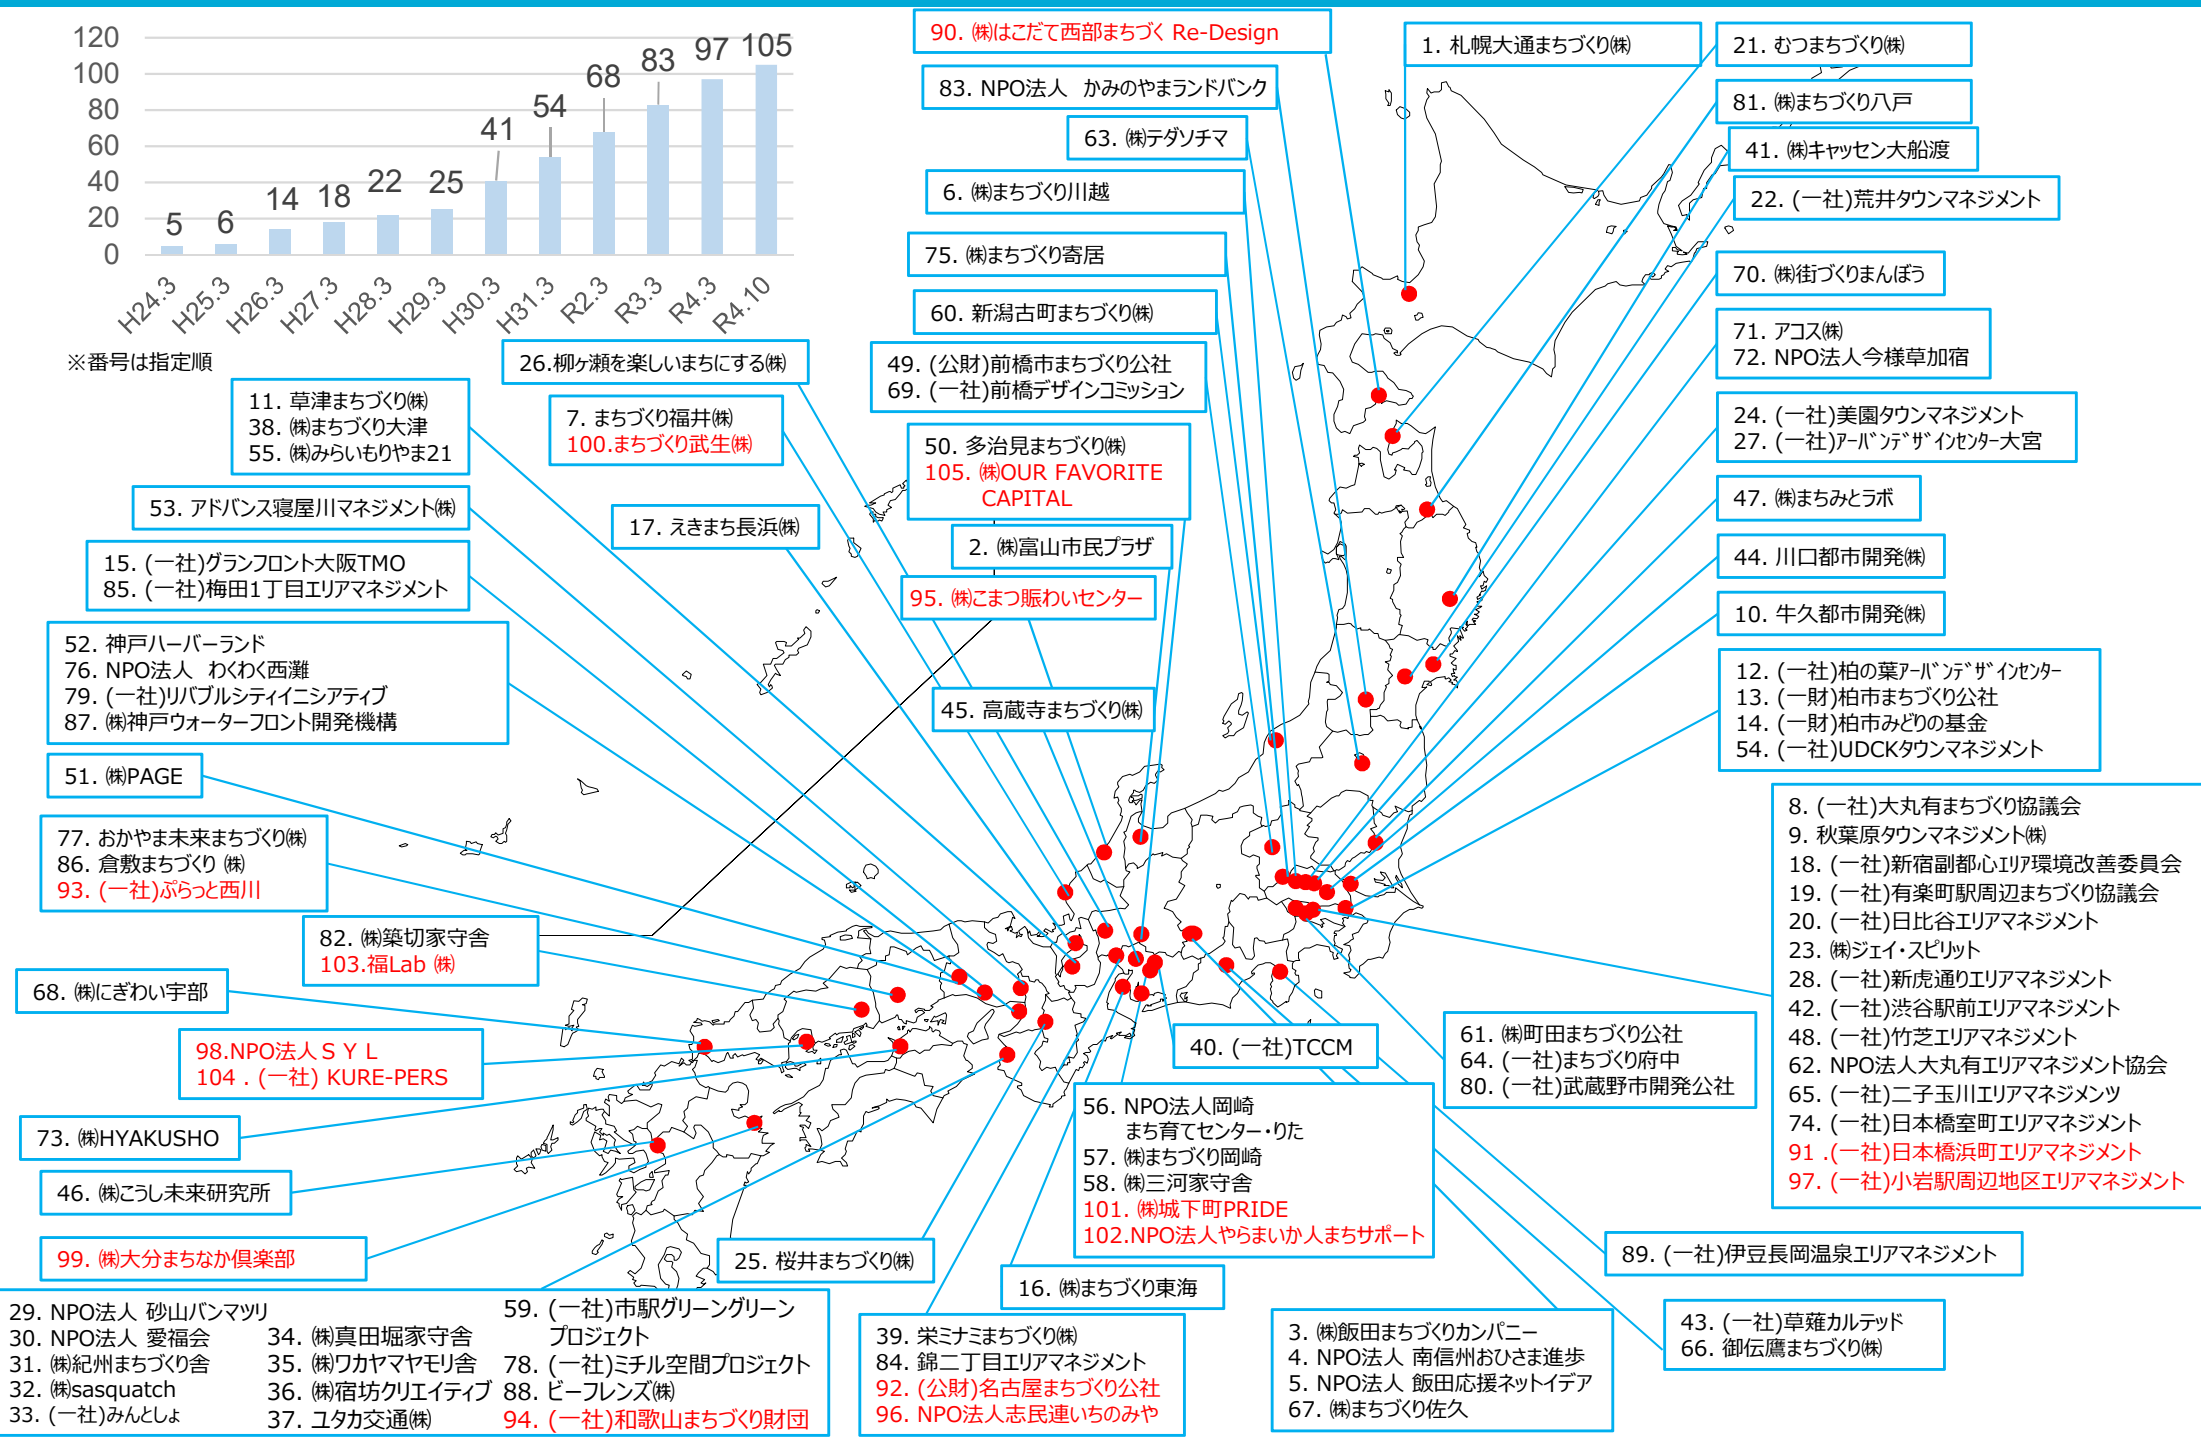 120
100
80
60
40
20
0
5
6
14
18
22
25
41
54
68
83
97
105
H24.3
H25.3
H26.3
H27.3
H28.3
H29.3
H30.3
H31.3
R2.3
R3.3
R4.3
R4.10
※番号は指定順
90. ㈱はこだて西部まちづく Re-Design
83. NPO法人　かみのやまランドバンク
63. ㈱テダソチマ
6. ㈱まちづくり川越
75. ㈱まちづくり寄居
60. 新潟古町まちづくり㈱
49. (公財)前橋市まちづくり公社
69. (一社)前橋デザインコミッション
50. 多治見まちづくり㈱
105. ㈱OUR FAVORITE
CAPITAL
2. ㈱富山市民プラザ
95. ㈱こまつ賑わいセンター
45. 高蔵寺まちづくり㈱
1. 札幌大通まちづくり㈱
21. むつまちづくり㈱
81. ㈱まちづくり八戸
41. ㈱キャッセン大船渡
22. (一社)荒井タウンマネジメント
70. ㈱街づくりまんぼう
71. アコス㈱
72. NPO法人今様草加宿
24. (一社)美園タウンマネジメント
27. (一社)ｱｰﾊﾞﾝﾃﾞｻﾞｲﾝｾﾝﾀｰ大宮
47. ㈱まちみとラボ
44. 川口都市開発㈱
10. 牛久都市開発㈱
12. (一社)柏の葉ｱｰﾊﾞﾝﾃﾞｻﾞｲﾝｾﾝﾀｰ
13. (一財)柏市まちづくり公社
14. (一財)柏市みどりの基金
54. (一社)UDCKタウンマネジメント
8. (一社)大丸有まちづくり協議会
9. 秋葉原タウンマネジメント㈱
18. (一社)新宿副都心ｴﾘｱ環境改善委員会
19. (一社)有楽町駅周辺まちづくり協議会
20. (一社)日比谷エリアマネジメント
23. ㈱ジェイ・スピリット
28. (一社)新虎通りエリアマネジメント
42. (一社)渋谷駅前エリアマネジメント
48. (一社)竹芝エリアマネジメント
62. NPO法人大丸有エリアマネジメント協会
65. (一社)二子玉川エリアマネジメンツ
74. (一社)日本橋室町エリアマネジメント
91 .(一社)日本橋浜町エリアマネジメント
97. (一社)小岩駅周辺地区エリアマネジメント
26.柳ヶ瀬を楽しいまちにする㈱
11. 草津まちづくり㈱
38. ㈱まちづくり大津
55. ㈱みらいもりやま21
7. まちづくり福井㈱
100.まちづくり武生㈱
53. アドバンス寝屋川マネジメント㈱
17. えきまち長浜㈱
15. (一社)グランフロント大阪TMO
85. (一社)梅田1丁目エリアマネジメント
52. 神戸ハーバーランド
76. NPO法人　わくわく西灘
79. (一社)リバブルシティイニシアティブ
87. ㈱神戸ウォーターフロント開発機構
51. ㈱PAGE
77. おかやま未来まちづくり㈱
86. 倉敷まちづくり ㈱
93. (一社)ぷらっと西川
82. ㈱築切家守舎
103.福Lab ㈱
68. ㈱にぎわい宇部
98.NPO法人ＳＹＬ
104 . (一社) KURE-PERS
73. ㈱HYAKUSHO
46. ㈱こうし未来研究所
99. ㈱大分まちなか倶楽部
25. 桜井まちづくり㈱
40. (一社)TCCM
61. ㈱町田まちづくり公社
64. (一社)まちづくり府中
80. (一社)武蔵野市開発公社
56. NPO法人岡崎
まち育てセンター・りた
57. ㈱まちづくり岡崎
58. ㈱三河家守舎
101. ㈱城下町PRIDE
102.NPO法人やらまいか人まちサポート
16. ㈱まちづくり東海
89. (一社)伊豆長岡温泉エリアマネジメント
43. (一社)草薙カルテッド
66. 御伝鷹まちづくり㈱
29. NPO法人 砂山バンマツリ
30. NPO法人 愛福会
31. ㈱紀州まちづくり舎
32. ㈱sasquatch
33. (一社)みんとしょ
34. ㈱真田堀家守舎
35. ㈱ワカヤマヤモリ舎
36. ㈱宿坊クリエイティブ
37. ユタカ交通㈱
59. (一社)市駅グリーングリーン
プロジェクト
78. (一社)ミチル空間プロジェクト
88. ビーフレンズ㈱
94. (一社)和歌山まちづくり財団
39. 栄ミナミまちづくり㈱
84. 錦二丁目エリアマネジメント
92. (公財)名古屋まちづくり公社
96. NPO法人志民連いちのみや
3. ㈱飯田まちづくりカンパニー
4. NPO法人 南信州おひさま進歩
5. NPO法人 飯田応援ネットイデア
67. ㈱まちづくり佐久